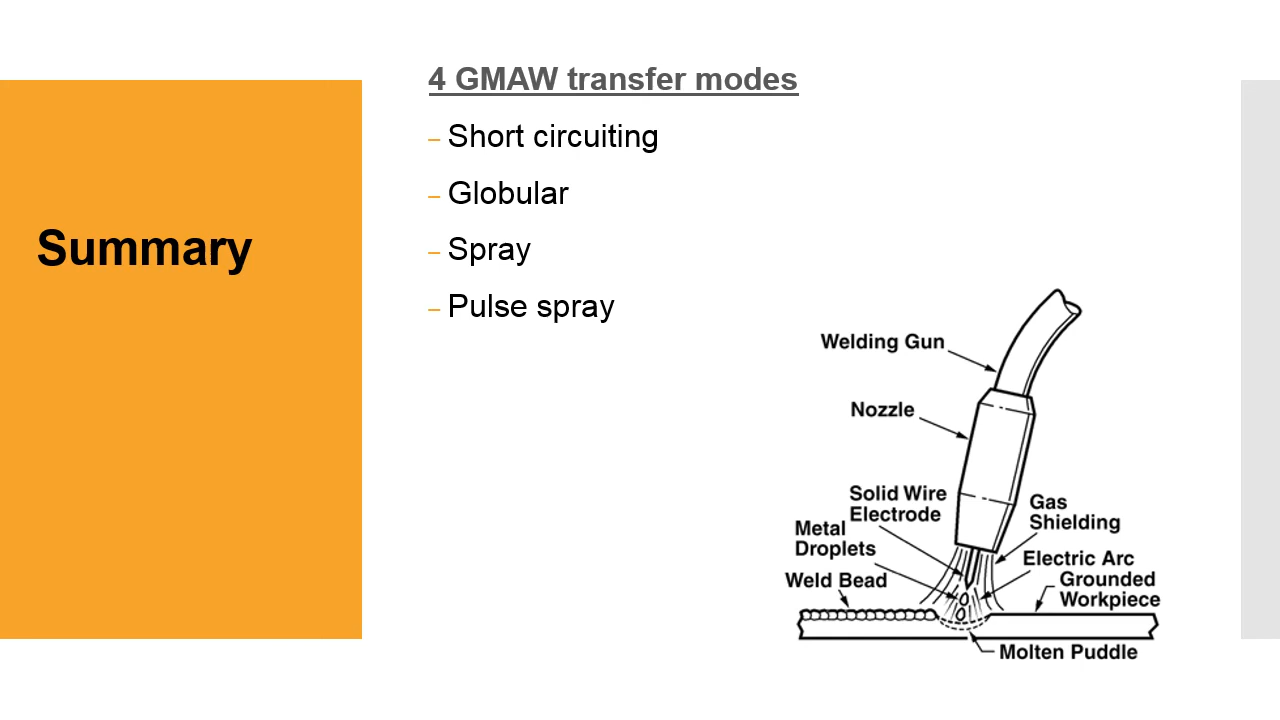 Summary
4 GMAW transfer modes
– Short circuiting
– Globular
– Spray
– Pulse spray
Welding Gun
Nozzle
Solid Wire
Electrode
Gas
Shielding
Metal
Droplets
Electric Arc
Weld Bead
Grounded
Workpiece
Molten Puddle